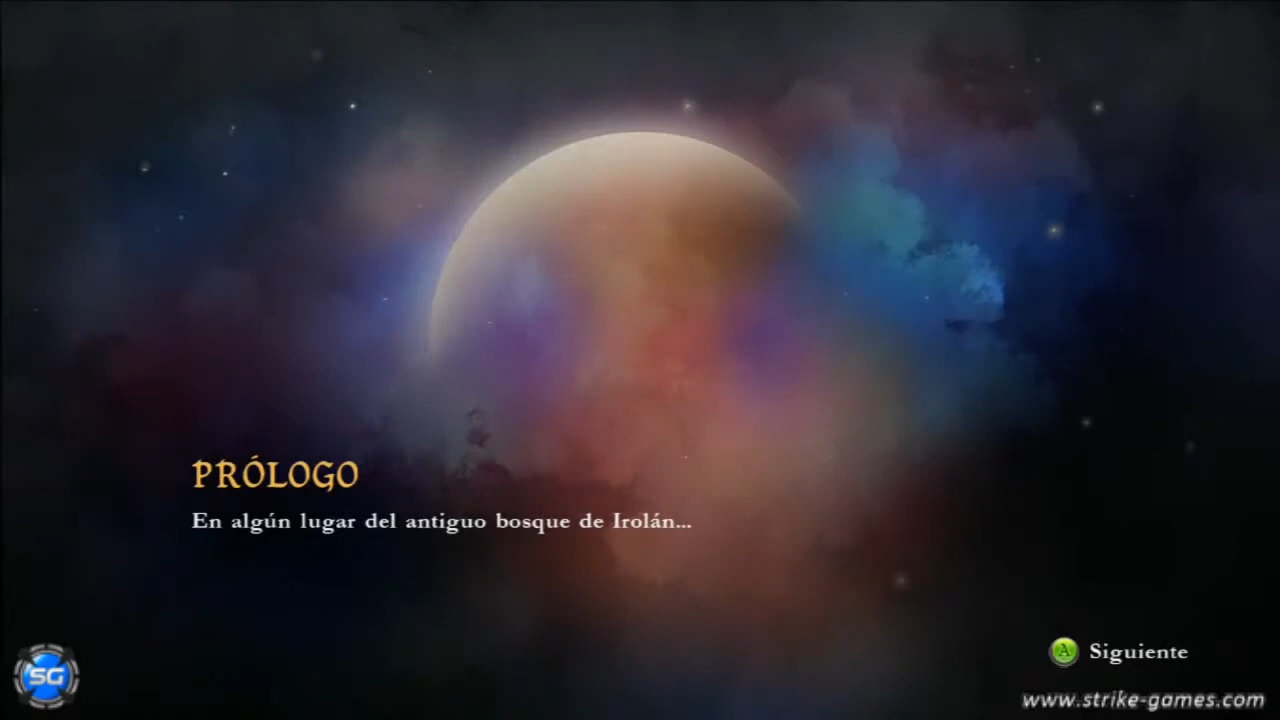 PRÓLOGO
En algún lugar del antiguo bosque de Irolán...
A Siguiente
SG
www.strike-games.com